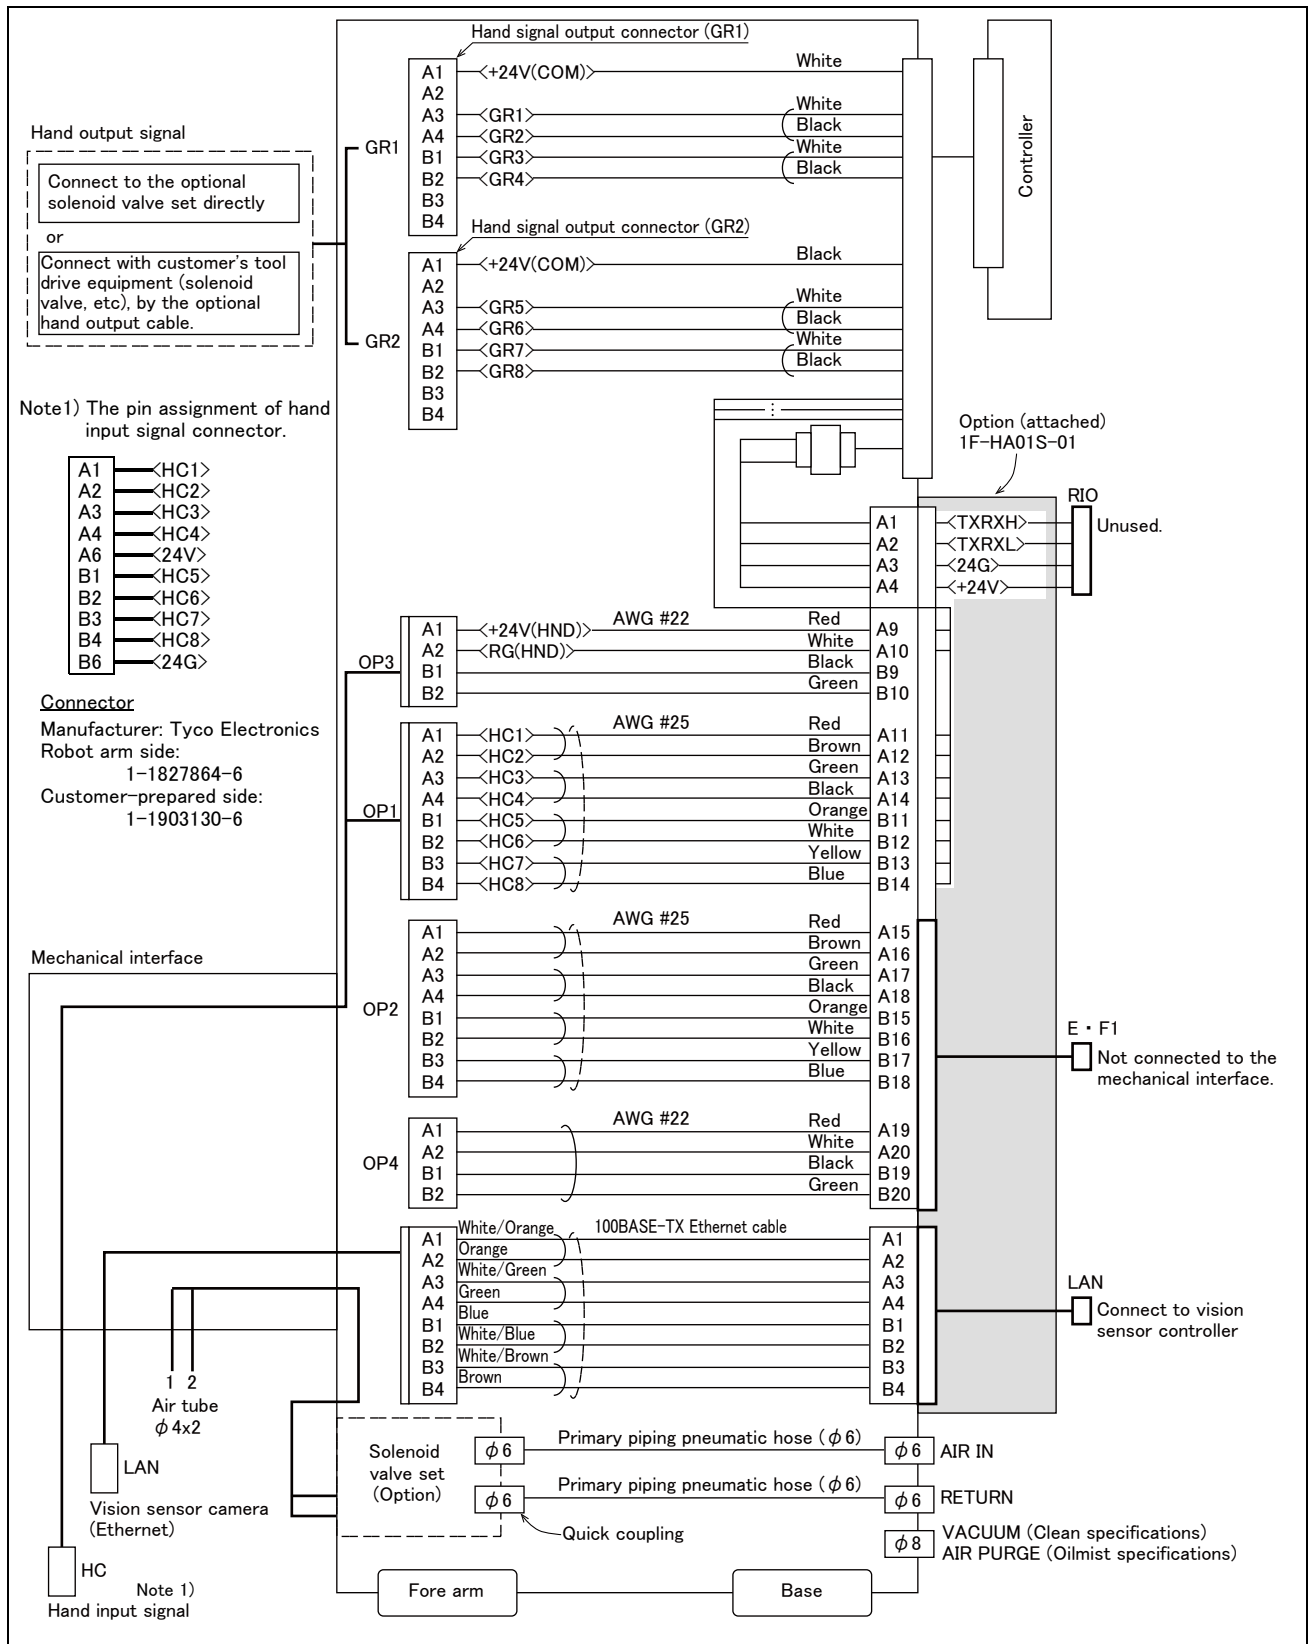 Hand signal output connector (GR1)
A1 <+24V(COM)> White
A2
A3 <GR1> White
A4 <GR2> Black
B1 <GR3> White
B2 <GR4> Black
B3
B4
GR1
Controller
Hand output signal
Connect to the optional
solenoid valve set directly
or
Connect with customer's tool
drive equipment (solenoid
valve, etc), by the optional
hand output cable.
Hand signal output connector (GR2)
A1 <+24V(COM)> Black
A2
A3 <GR5> White
A4 <GR6> Black
B1 <GR7> White
B2 <GR8> Black
B3
B4
GR2
Note1) The pin assignment of hand
input signal connector.
A1 <HC1>
A2 <HC2>
A3 <HC3>
A4 <HC4>
A6 <24V>
B1 <HC5>
B2 <HC6>
B3 <HC7>
B4 <HC8>
B6 <24G>
Connector
Manufacturer: Tyco Electronics
Robot arm side:
1-1827864-6
Customer-prepared side:
1-1903130-6
Option (attached)
1F-HA01S-01
RIO
Unused.
A1 <TXRXH>
A2 <TXRXL>
A3 <24G>
A4 <+24V>
OP3
A1 <+24V(HND)> AWG #22 Red A9
A2 <RG(HND)> White A10
B1 Black B9
B2 Green B10
OP1
A1 <HC1> AWG #25 Red A11
A2 <HC2> Brown A12
A3 <HC3> Green A13
A4 <HC4> Black A14
B1 <HC5> Orange B11
B2 <HC6> White B12
B3 <HC7> Yellow B13
B4 <HC8> Blue B14
Mechanical interface
OP2
A1 AWG #25 Red A15
A2 Brown A16
A3 Green A17
A4 Black A18
B1 Orange B15
B2 White B16
B3 Yellow B17
B4 Blue B18
E・F1
Not connected to the
mechanical interface.
OP4
A1 AWG #22 Red A19
A2 White A20
B1 Black B19
B2 Green B20
A1 White/Orange 100BASE-TX Ethernet cable A1
A2 Orange A2
A3 White/Green A3
A4 Green A4
B1 Blue B1
B2 White/Blue B2
B3 White/Brown B3
B4 Brown B4
LAN
Connect to vision
sensor controller
1 2
Air tube
φ4x2
LAN
Vision sensor camera
(Ethernet)
HC
Note 1)
Hand input signal
Solenoid
valve set
(Option)
φ6 Primary piping pneumatic hose (φ6) φ6 AIR IN
φ6 Primary piping pneumatic hose (φ6) φ6 RETURN
Quick coupling
φ8 VACUUM (Clean specifications)
AIR PURGE (Oilmist specifications)
Fore arm
Base